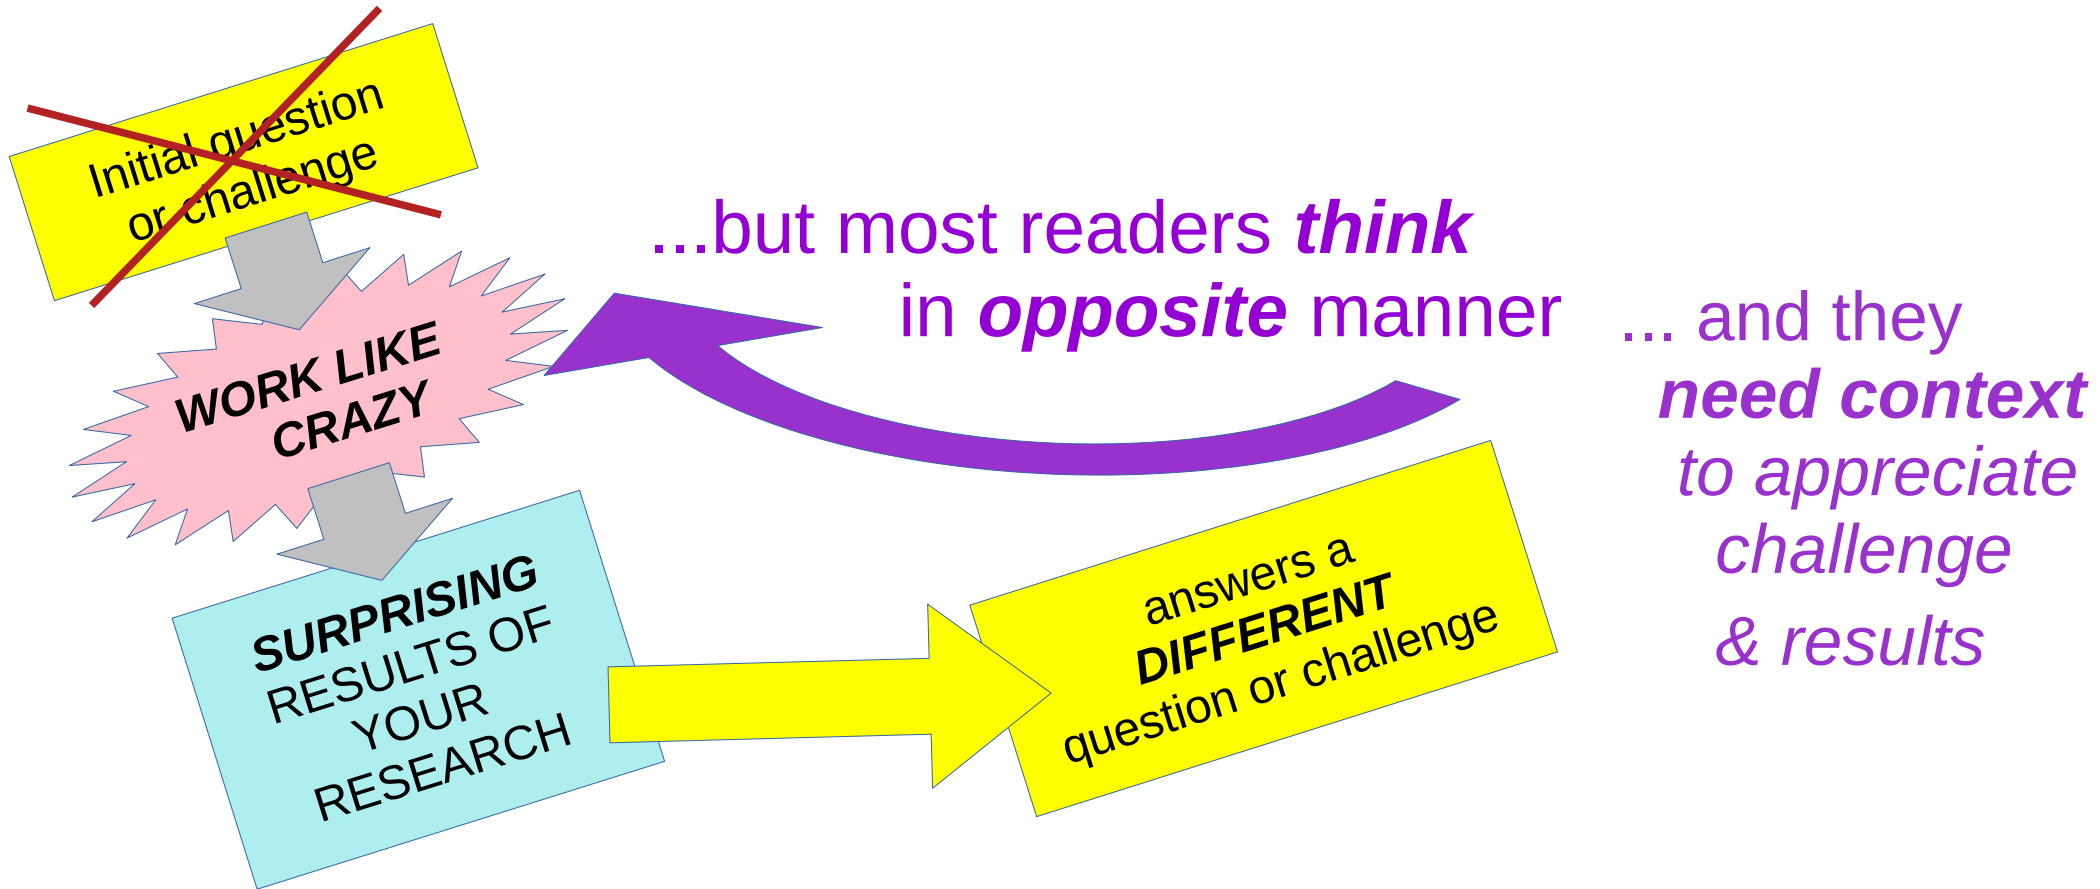 Initial question
or challenge
WORK LIKE
CRAZY
SURPRISING
RESULTS OF
YOUR
RESEARCH
answers a
DIFFERENT
question or challenge
...but most readers think
in opposite manner
... and they
need context
to appreciate
challenge
& results